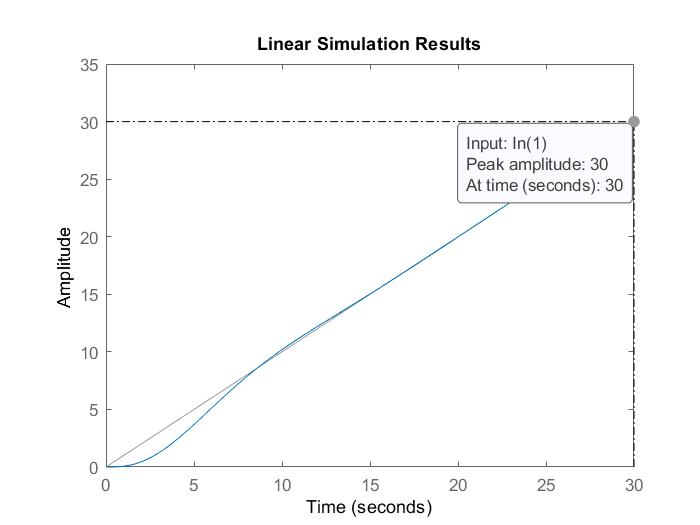 Linear Simulation Results
35
30
25
20
15
10
5
0
Amplitude
Input: In(1)
Peak amplitude: 30
At time (seconds): 30
0 5 10 15 20 25 30
Time (seconds)